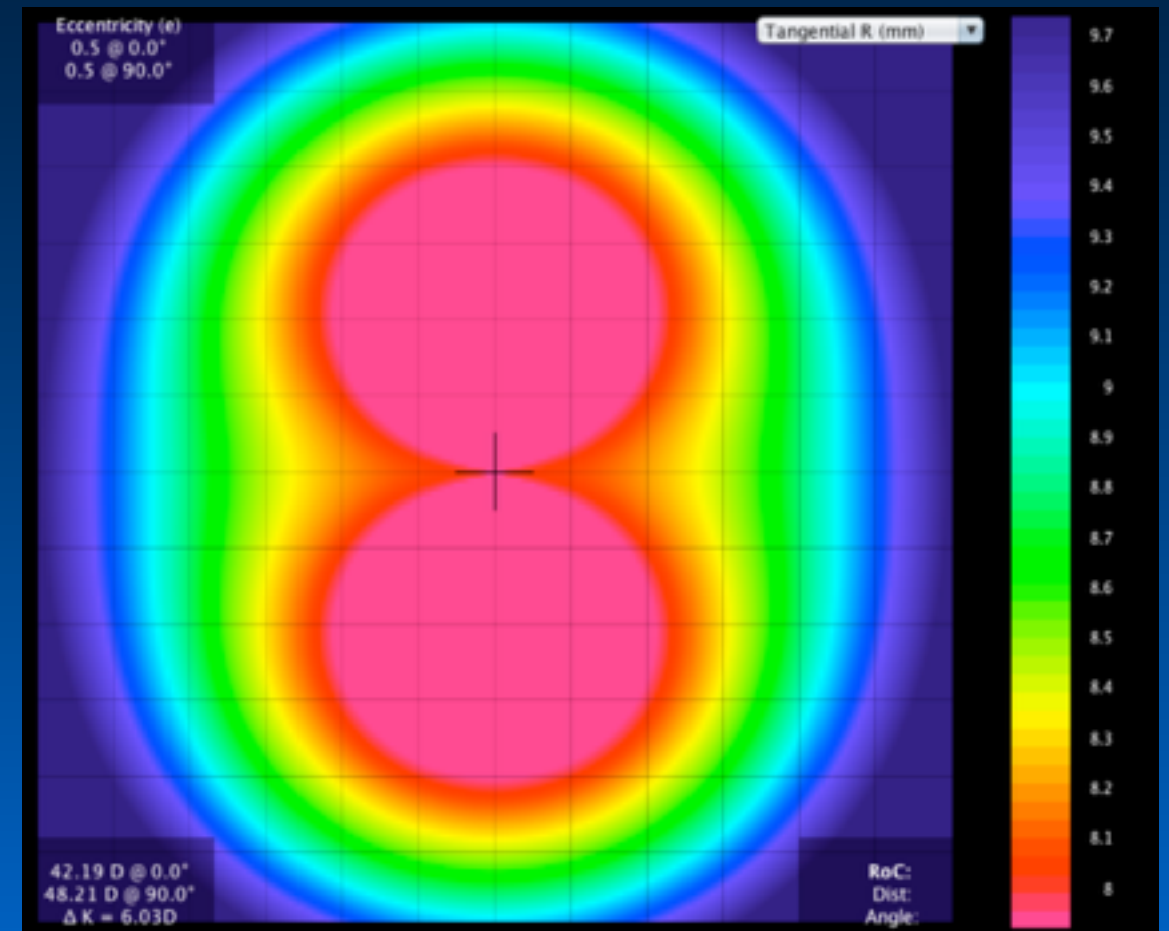 Eccentricity (e)
0.5 @ 0.0°
0.5 @ 90.0°
Tangential R (mm)
9.7
9.6
9.5
9.4
9.3
9.2
9.1
9
8.9
8.8
8.7
8.6
8.5
8.4
8.3
8.2
8.1
8
42.19 D @ 0.0°
48.21 D @ 90.0°
Δ K = 6.03D
RoC:
Dist:
Angle: